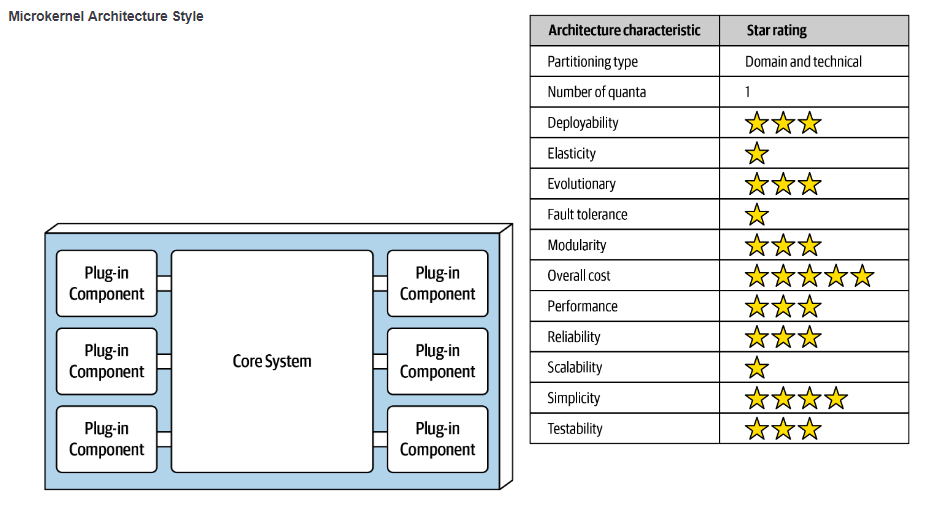 Microkernel Architecture Style
Architecture characteristic Star rating
Partitioning type Domain and technical
Number of quanta 1
Deployability
Elasticity
Evolutionary
Fault tolerance
Modularity
Overall cost
Performance
Reliability
Scalability
Simplicity
Testability
Plug-in
Component
Plug-in
Component
Plug-in
Component
Core System
Plug-in
Component
Plug-in
Component
Plug-in
Component